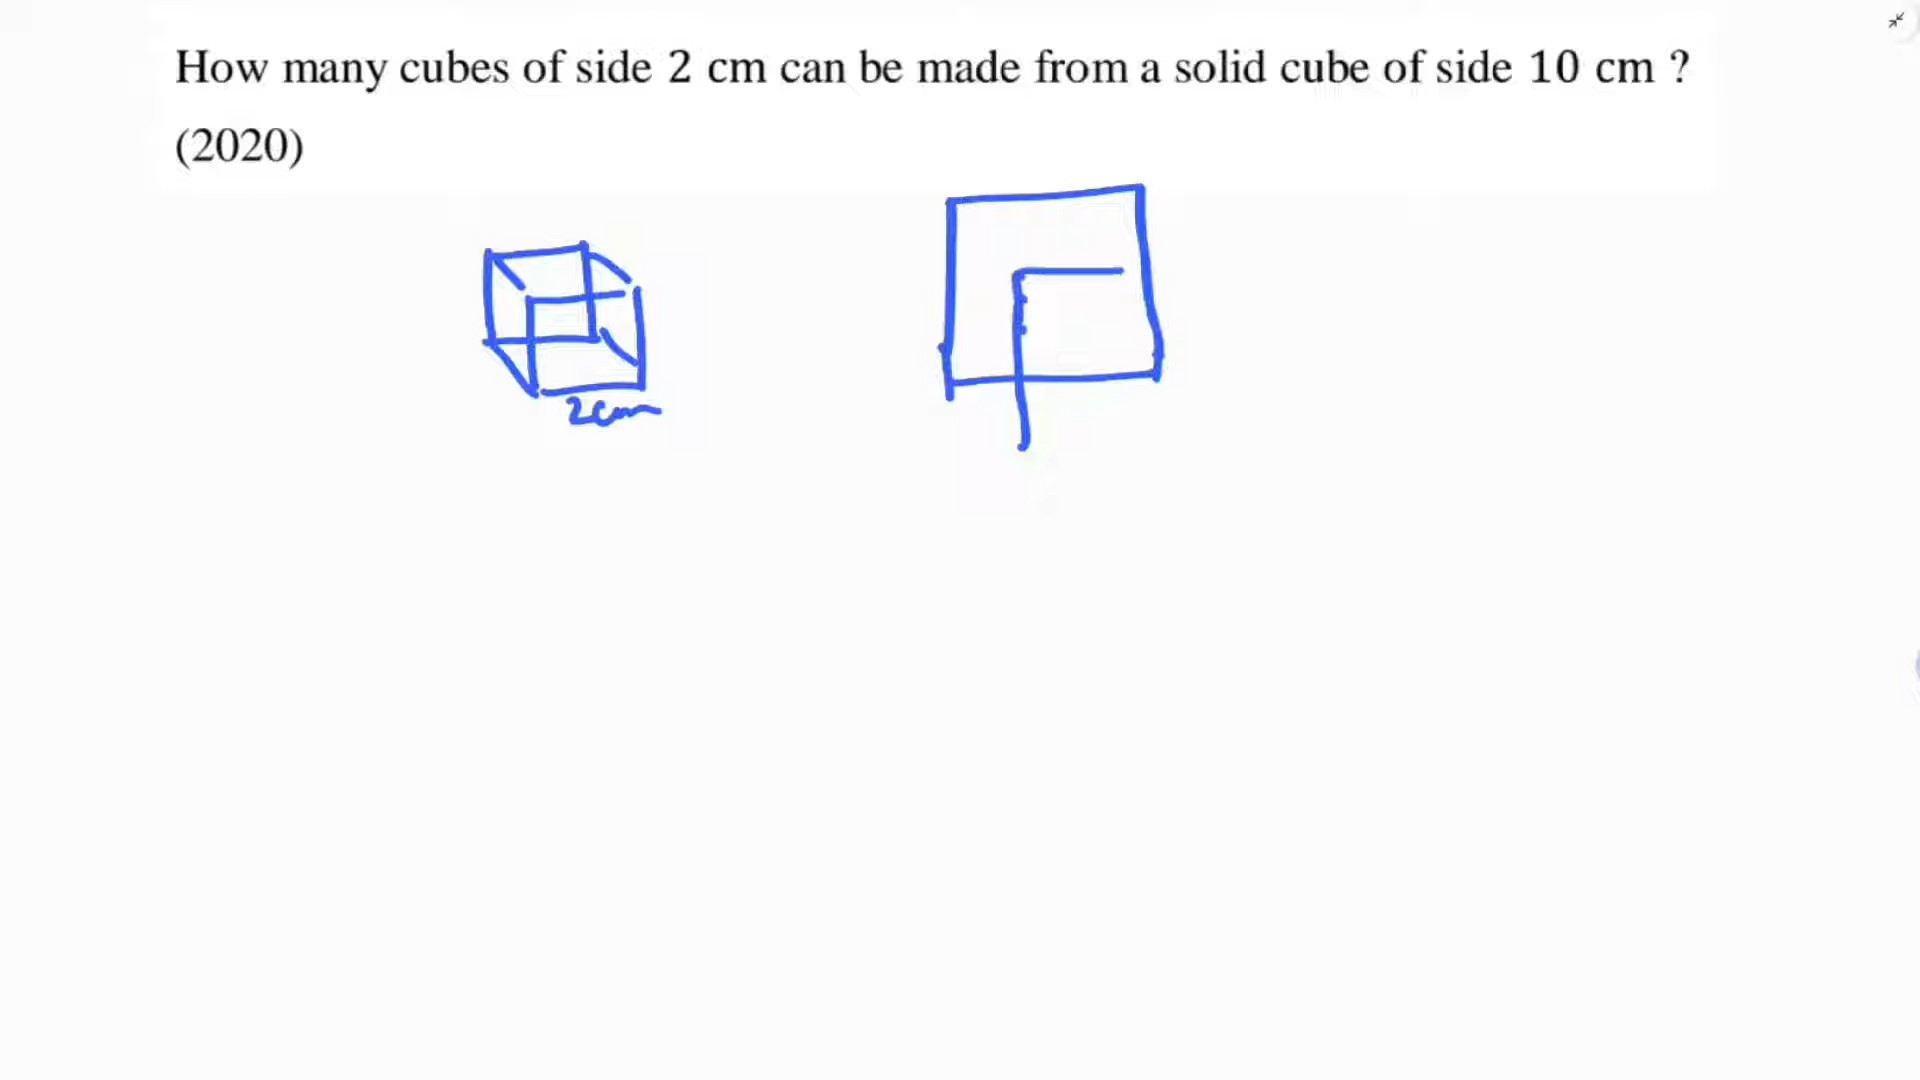 How many cubes of side 2 cm can be made from a solid cube of side 10 cm ?
(2020)
2cm